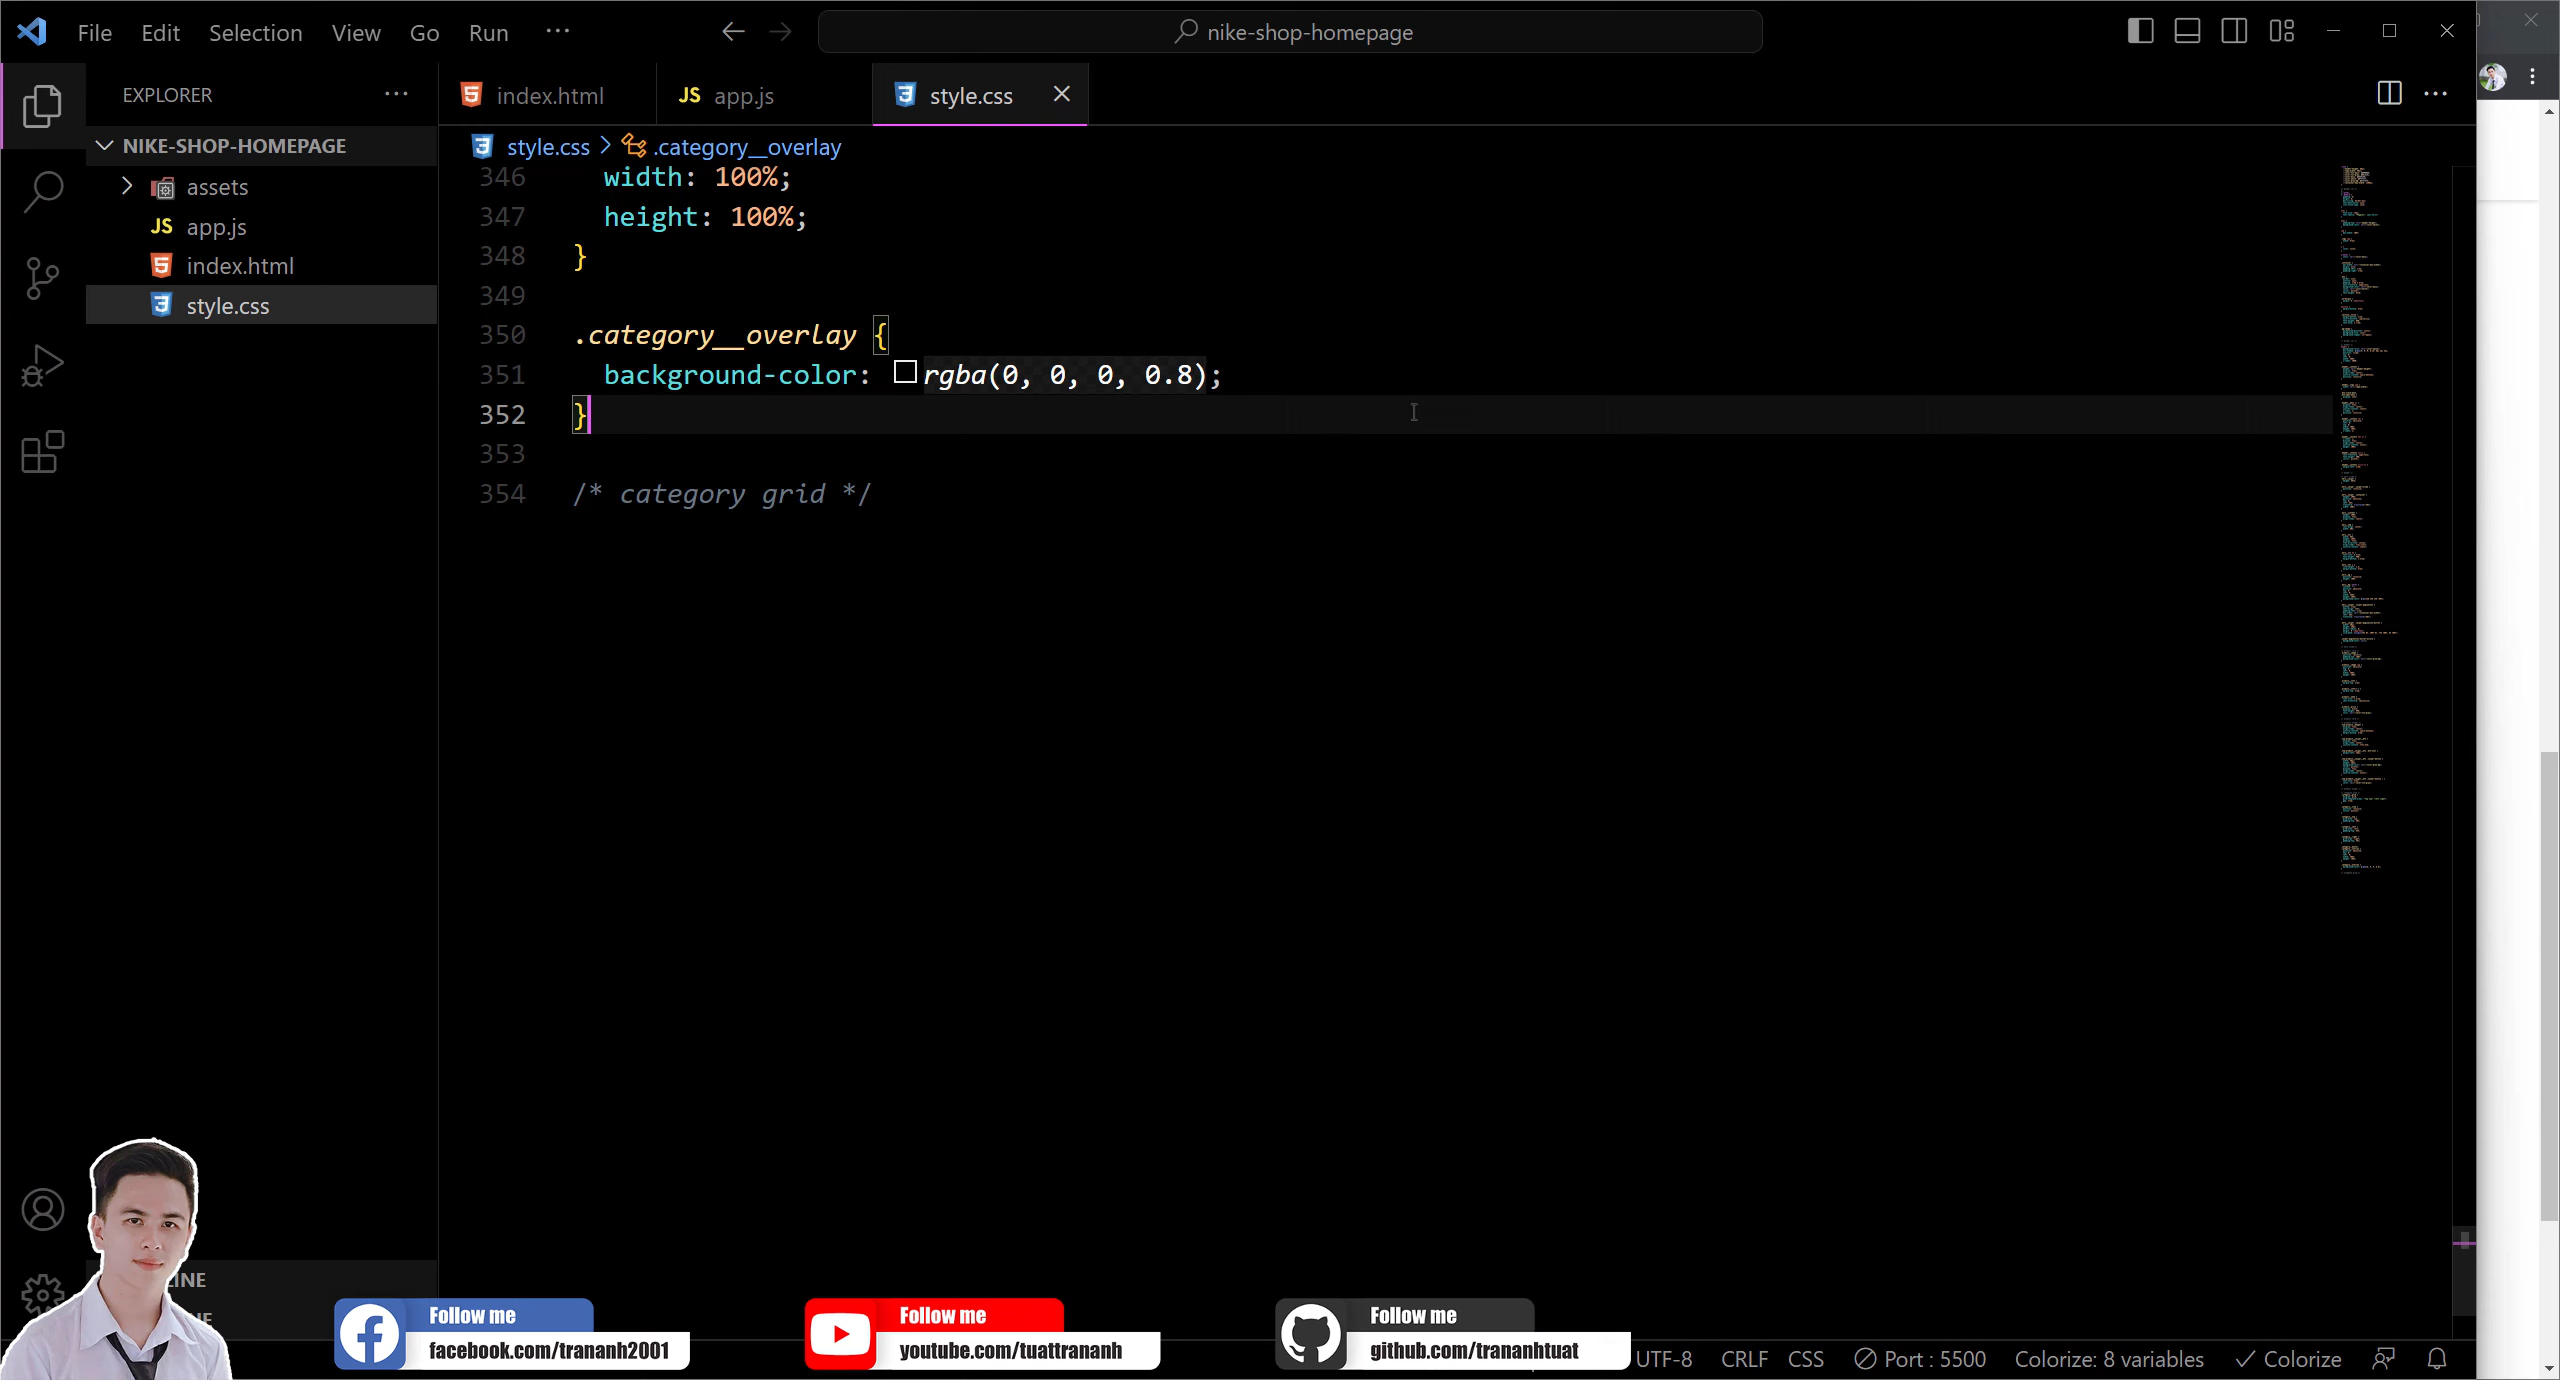 File Edit Selection View Go Run ...
nike-shop-homepage
EXPLORER
NIKE-SHOP-HOMEPAGE
assets
JS app.js
index.html
style.css
index.html
JS app.js
style.css
style.css > .category__overlay
346 width: 100%;
347 height: 100%;
348 }
349
350 .category__overlay {
351 background-color: rgba(0, 0, 0, 0.8);
352 }
353
354 /* category grid */
Follow me
facebook.com/trananh2001
Follow me
youtube.com/tuattrananh
Follow me
github.com/trananhtuat
UTF-8 CRLF CSS Port : 5500 Colorize: 8 variables Colorize